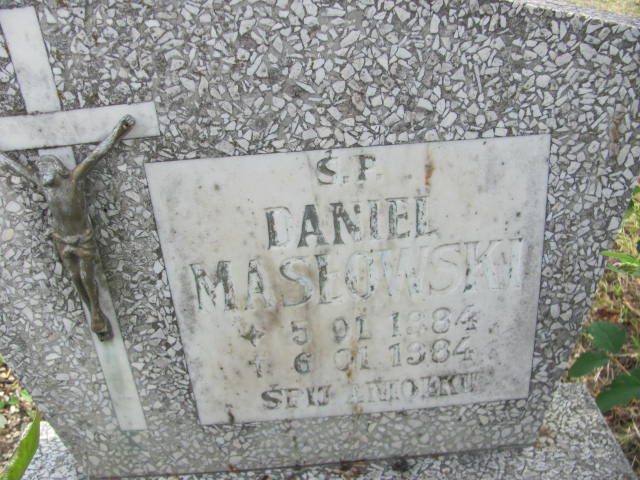 Ś.P.
DANIEL
MASŁOWSKI
* 5 01 1984
† 6 01 1984
ŚPIJ ANIOŁKU